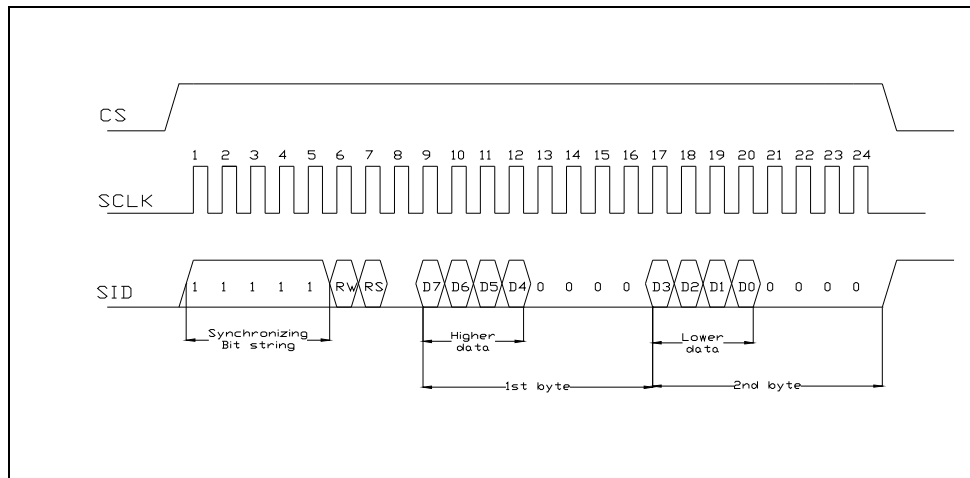 CS
1 2 3 4 5 6 7 8 9 10 11 12 13 14 15 16 17 18 19 20 21 22 23 24
SCLK
SID 1 1 1 1 1 RW RS D7 D6 D5 D4 0 0 0 0 D3 D2 D1 D0 0 0 0 0
Synchronizing
Bit string
Higher
data
Lower
data
1st byte
2nd byte